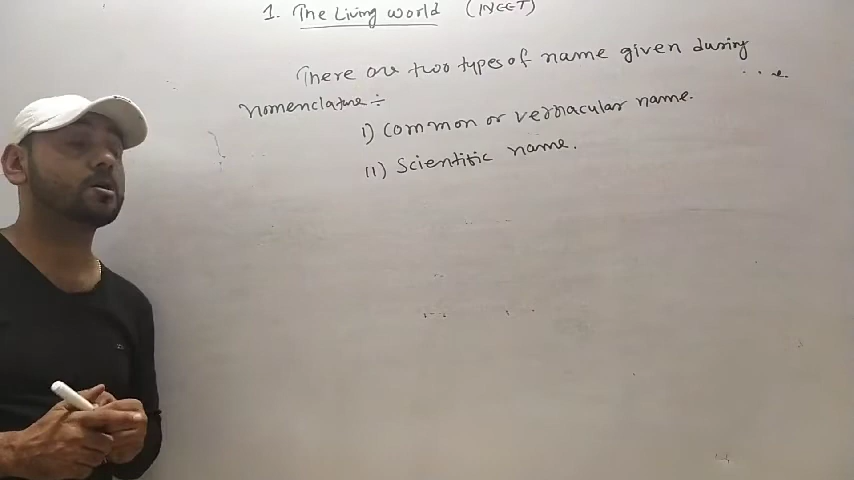 1. The Living world (NEET)
There are two types of name given during
nomenclature ÷
i) Common or vernacular name.
ii) Scientific name.